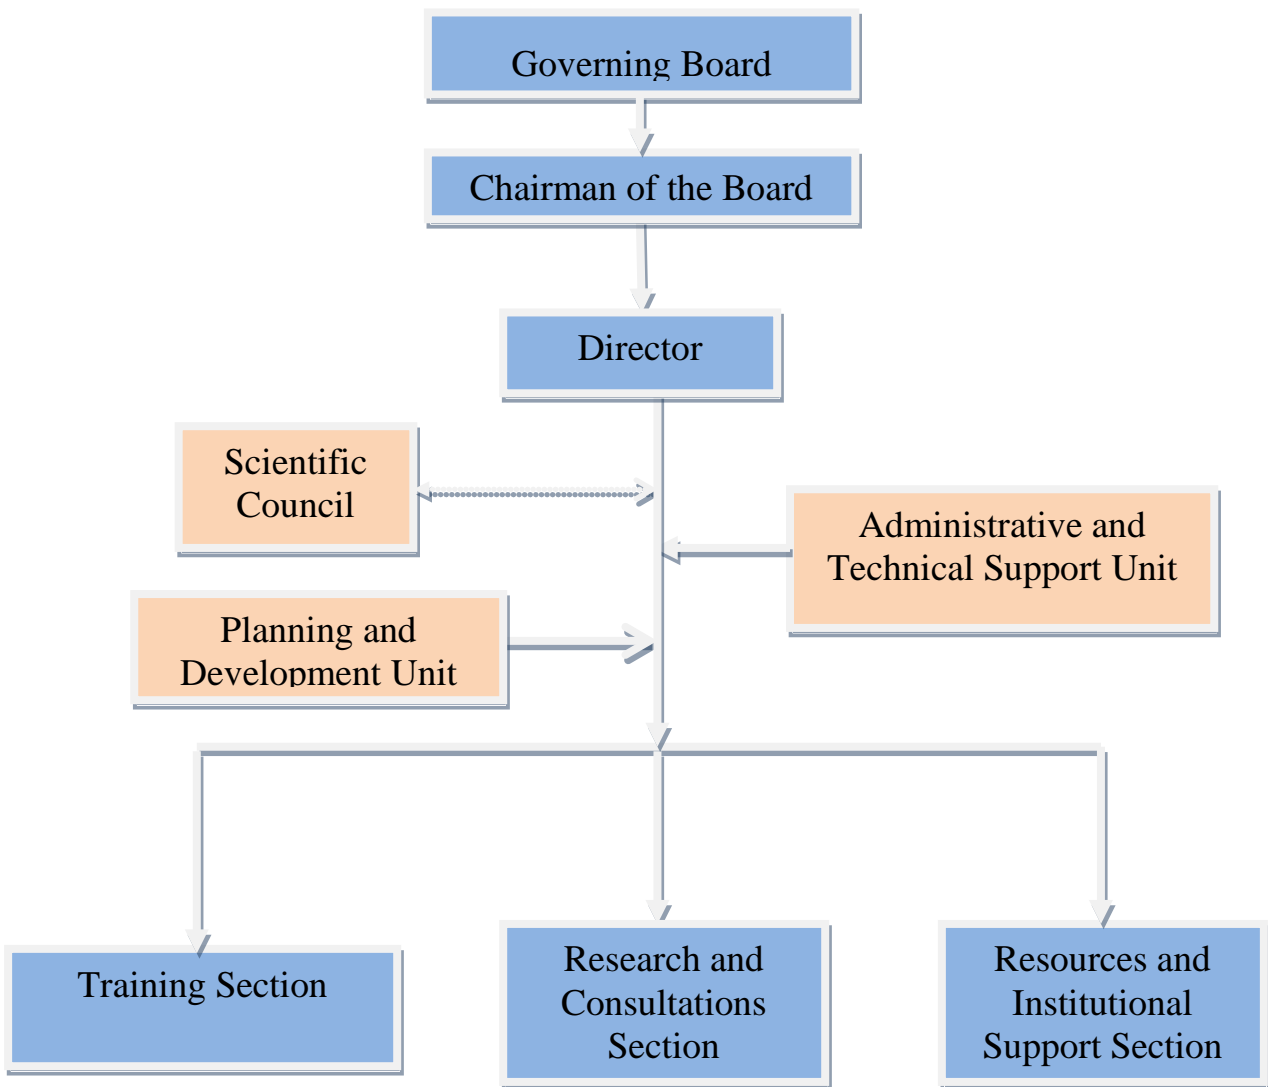 Governing Board
Chairman of the Board
Director
Scientific
Council
Administrative and
Technical Support Unit
Planning and
Development Unit
Training Section
Research and
Consultations
Section
Resources and
Institutional
Support Section